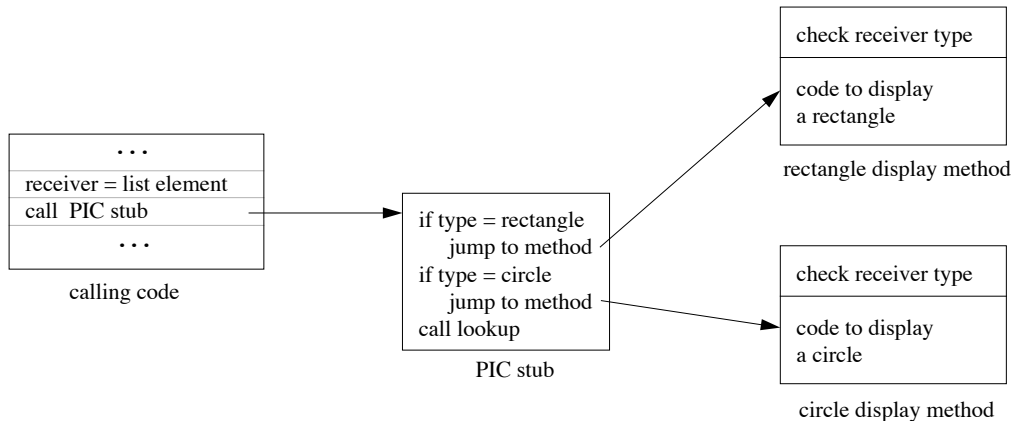 ...
receiver = list element
call PIC stub
...
calling code
if type = rectangle
jump to method
if type = circle
jump to method
call lookup
PIC stub
check receiver type
code to display
a rectangle
rectangle display method
check receiver type
code to display
a circle
circle display method